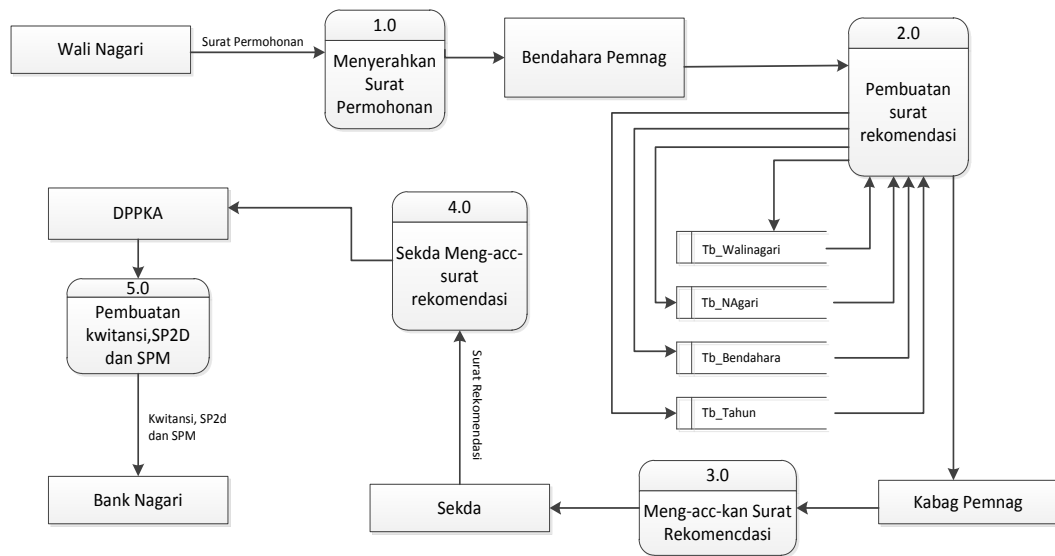 Wali Nagari
Surat Permohonan
1.0
Menyerahkan
Surat
Permohonan
Bendahara Pemnag
2.0
Pembuatan
surat
rekomendasi
Tb_Walinagari
Tb_NAgari
Tb_Bendahara
Tb_Tahun
Kabag Pemnag
3.0
Meng-acc-kan Surat
Rekomencdasi
Sekda
Surat Rekomendasi
4.0
Sekda Meng-acc-
surat
rekomendasi
DPPKA
5.0
Pembuatan
kwitansi,SP2D
dan SPM
Kwitansi, SP2d
dan SPM
Bank Nagari